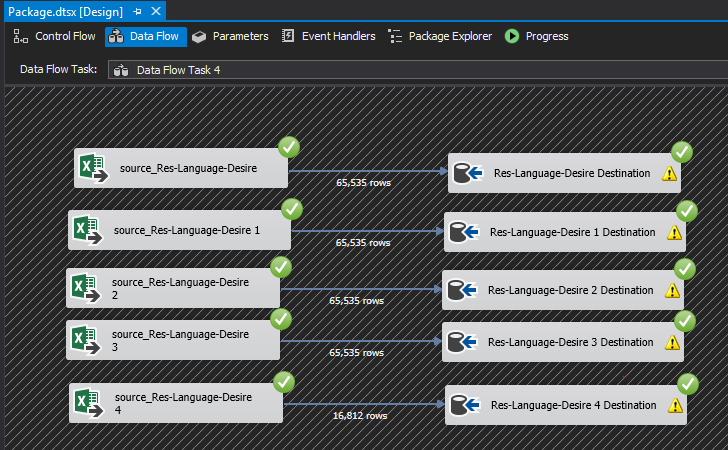 Package.dtsx [Design]
Control Flow Data Flow Parameters Event Handlers Package Explorer Progress
Data Flow Task: Data Flow Task 4
source_Res-Language-Desire Res-Language-Desire Destination
65,535 rows
source_Res-Language-Desire 1 Res-Language-Desire 1 Destination
65,535 rows
source_Res-Language-Desire
2
Res-Language-Desire 2 Destination
65,535 rows
source_Res-Language-Desire
3
Res-Language-Desire 3 Destination
65,535 rows
source_Res-Language-Desire
4
Res-Language-Desire 4 Destination
16,812 rows